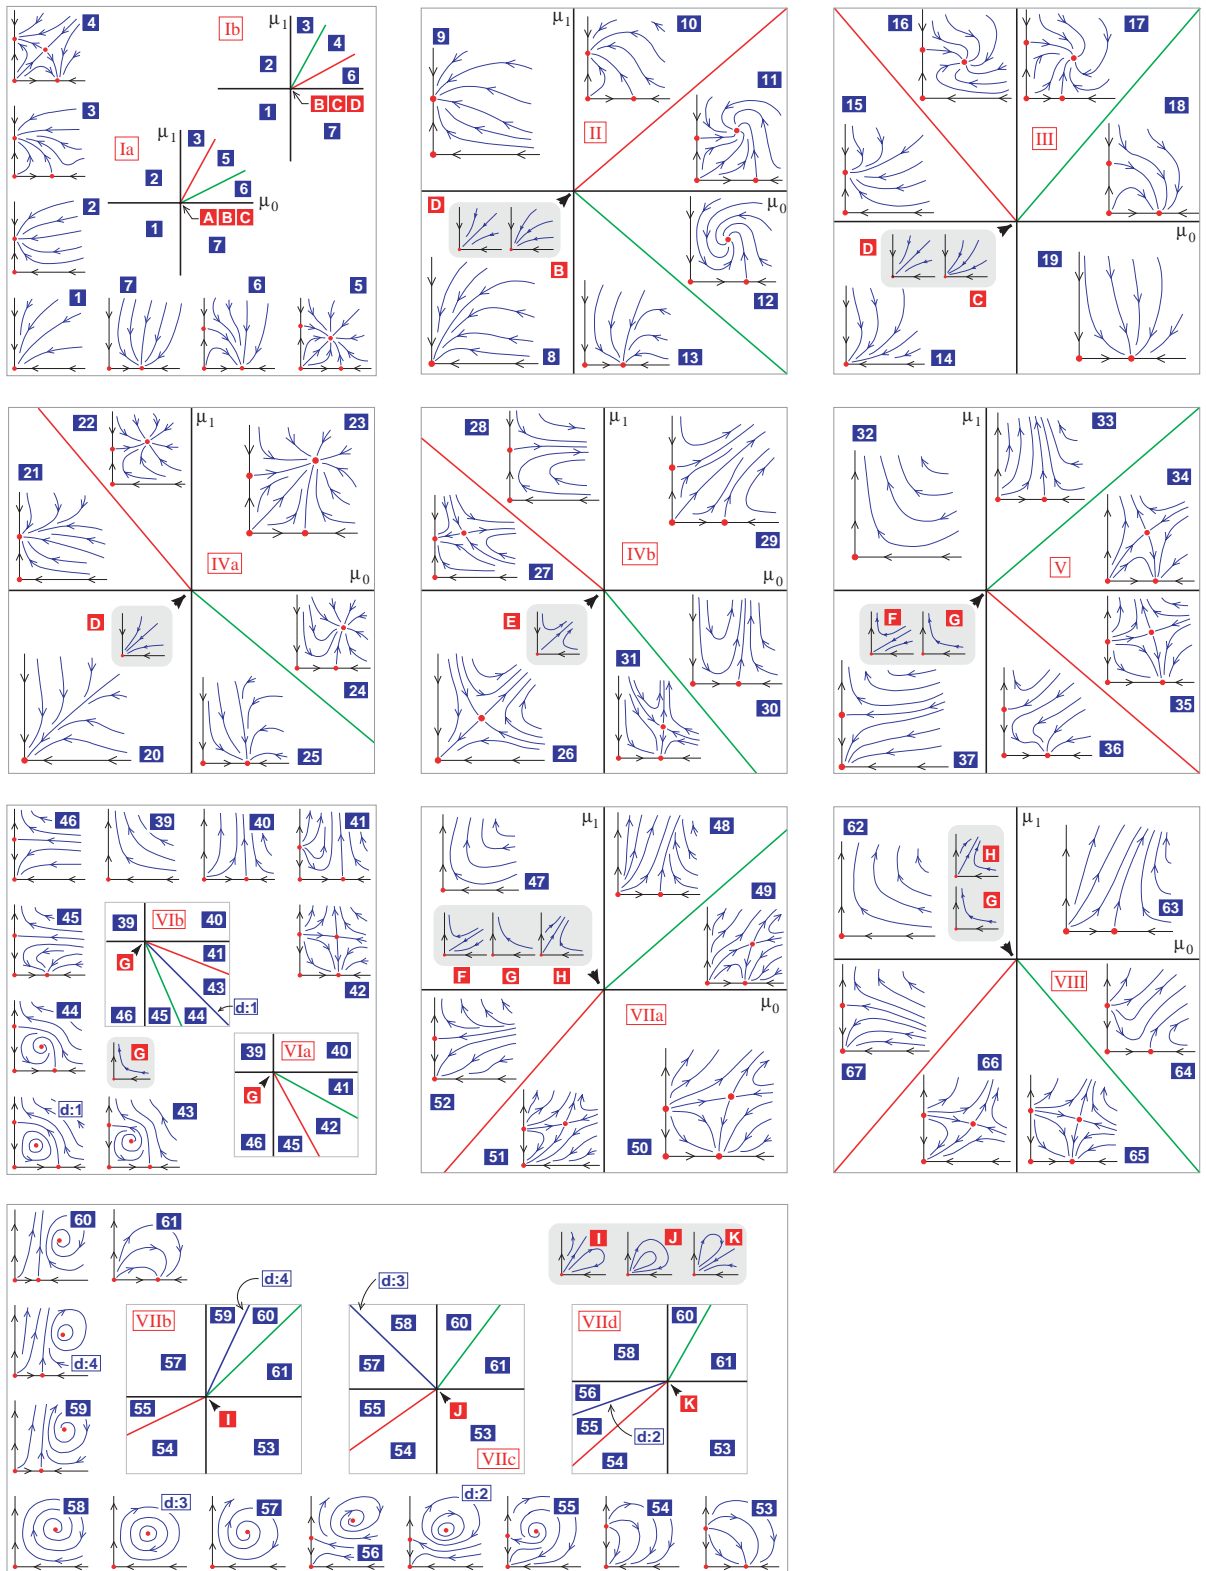 4 Ib μ1 3
4
2
6
3 B C D
1
μ1
Ia 3 7
5
2
6
2 μ0
A B C
1
7
1 7 6 5
9 μ1 10
11
II
D μ0
B
12
8 13
16 17
15 18
III
μ0
D 19
C
14
22 μ1 23
21
IVa
μ0
D
24
20 25
28 μ1
29
27 IVb
μ0
E
31
30
26
32 μ1 33
34
V
μ0
F G
35
36
37
46 39 40 41
45 VIb
39 40
41
G
43
d:1
46 45 44
42
44
G VIa
39 40
41
G
d:1 43 42
46 45
μ1 48
47
49
F G H
μ0
VIIa
52
51 50
62 μ1
H
G
63
μ0
VIII
67 66 64
65
60 61 I J K
d:4 d:3
VIIb 59 60 58 60 VIId 60
57 57 58
61 61 61
d:4
55 I 55 J 56 K
59 55
54 53 54 53 d:2 53
VIIc 54
58 d:3 57 d:2 55 54 53
56